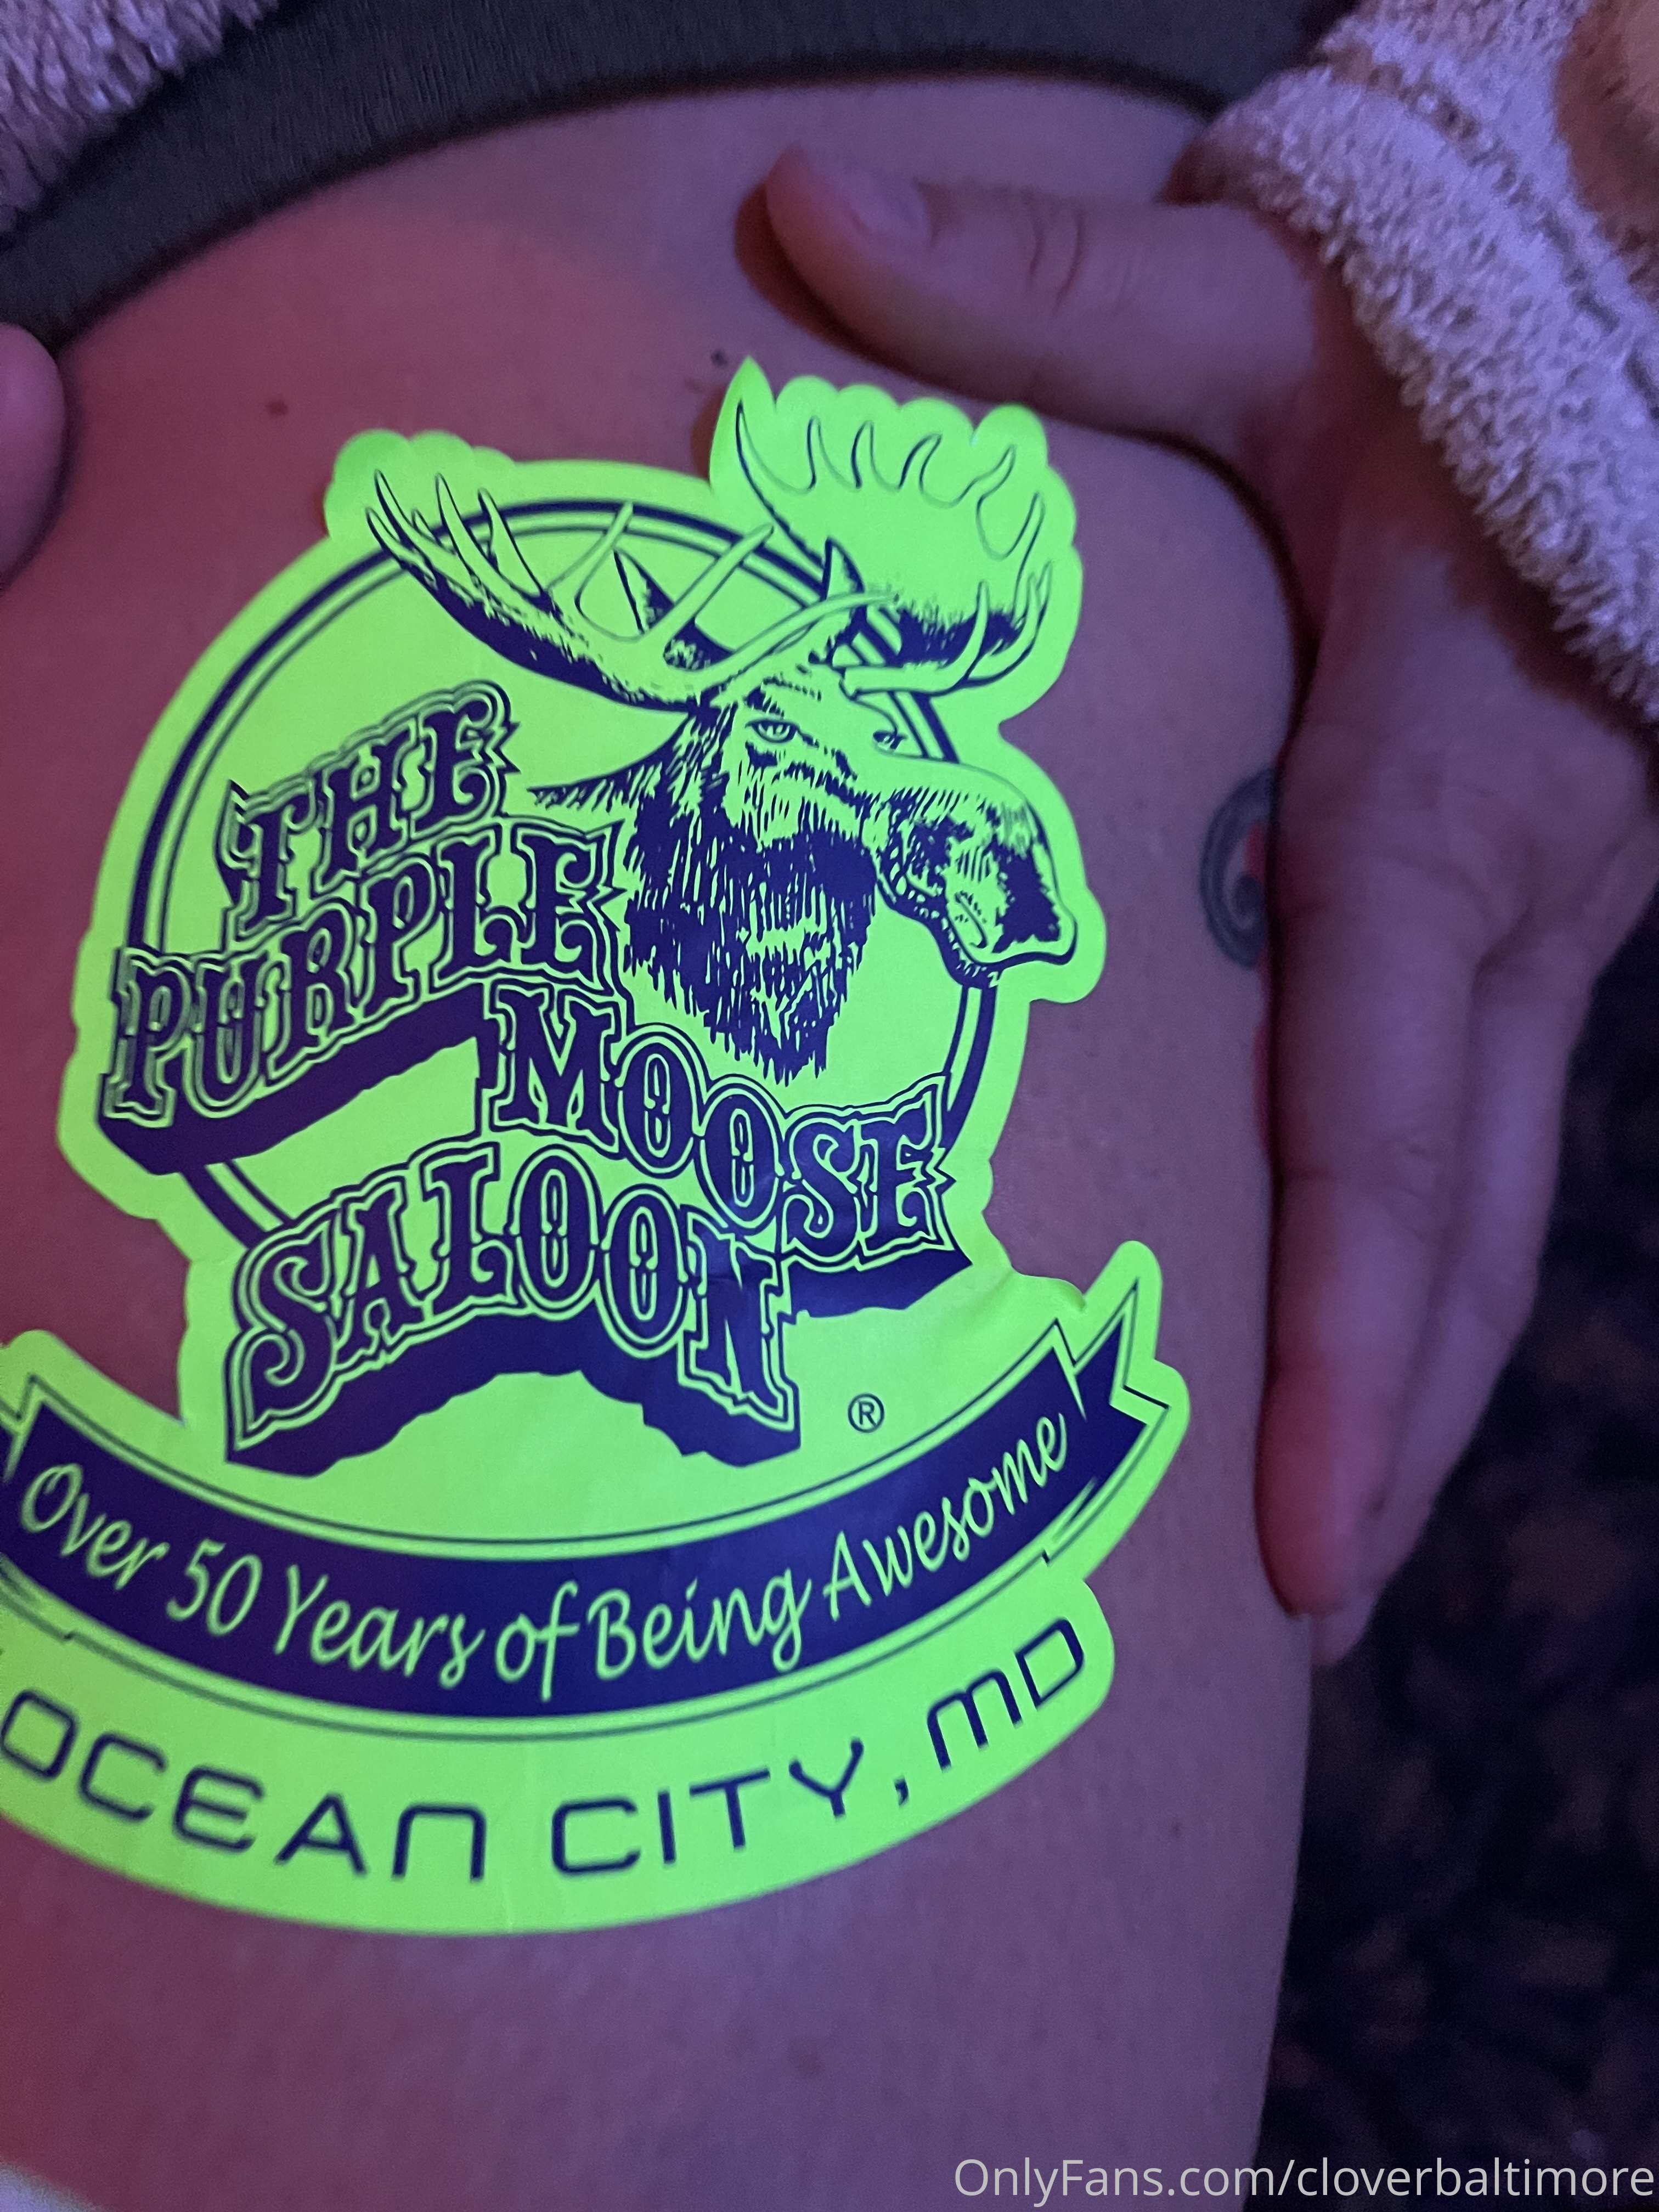 THE
PURPLE
MOOSE
SALOON
®
Over 50 Years of Being Awesome
OCEAN CITY, MD
OnlyFans.com/cloverbaltimore